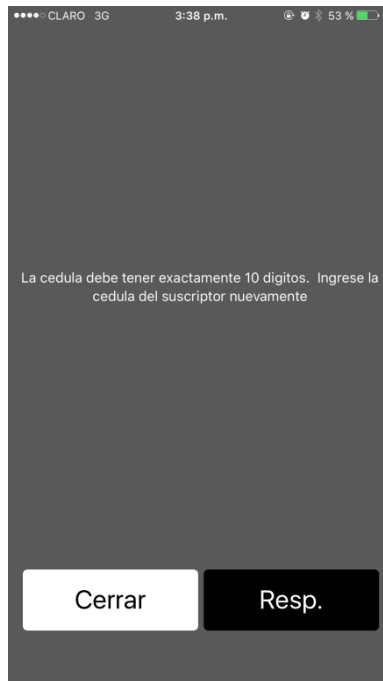 CLARO 3G 3:38 p.m. 53 %
La cedula debe tener exactamente 10 digitos. Ingrese la
cedula del suscriptor nuevamente
Cerrar Resp.